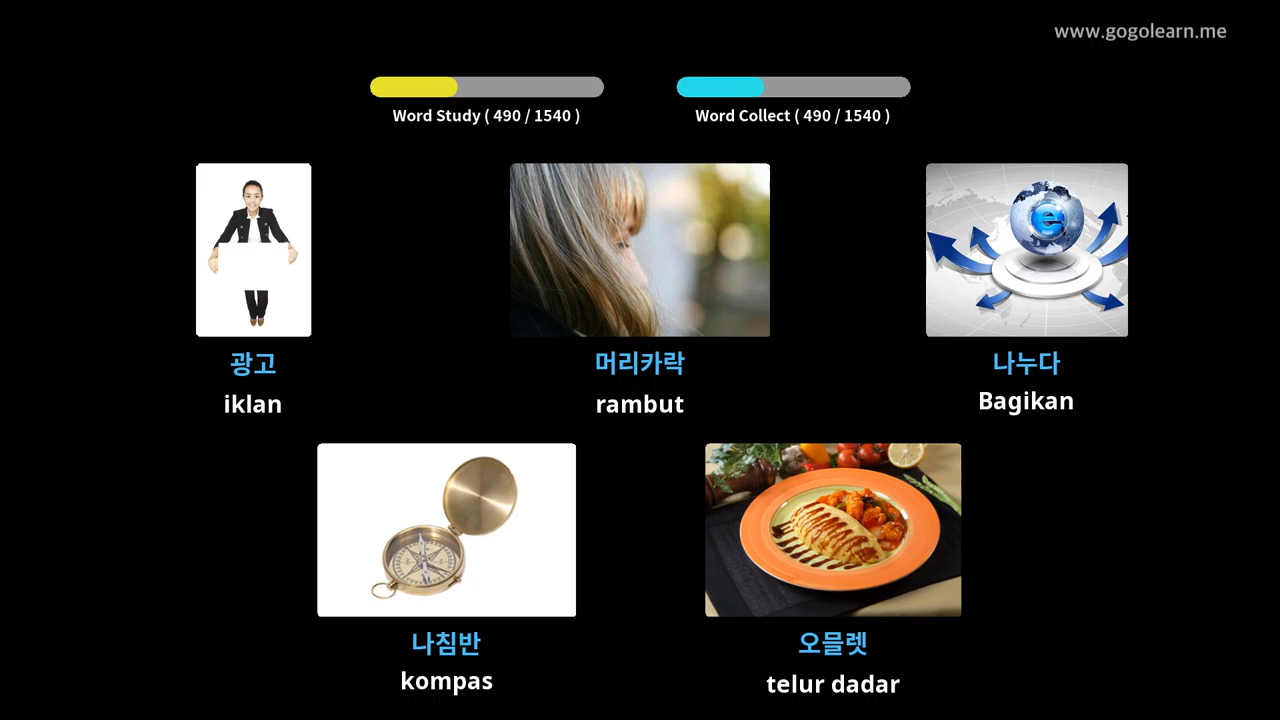 www.gogolearn.me
Word Study ( 490 / 1540 )
Word Collect ( 490 / 1540 )
광고
iklan
머리카락
rambut
나누다
Bagikan
나침반
kompas
오믈렛
telur dadar